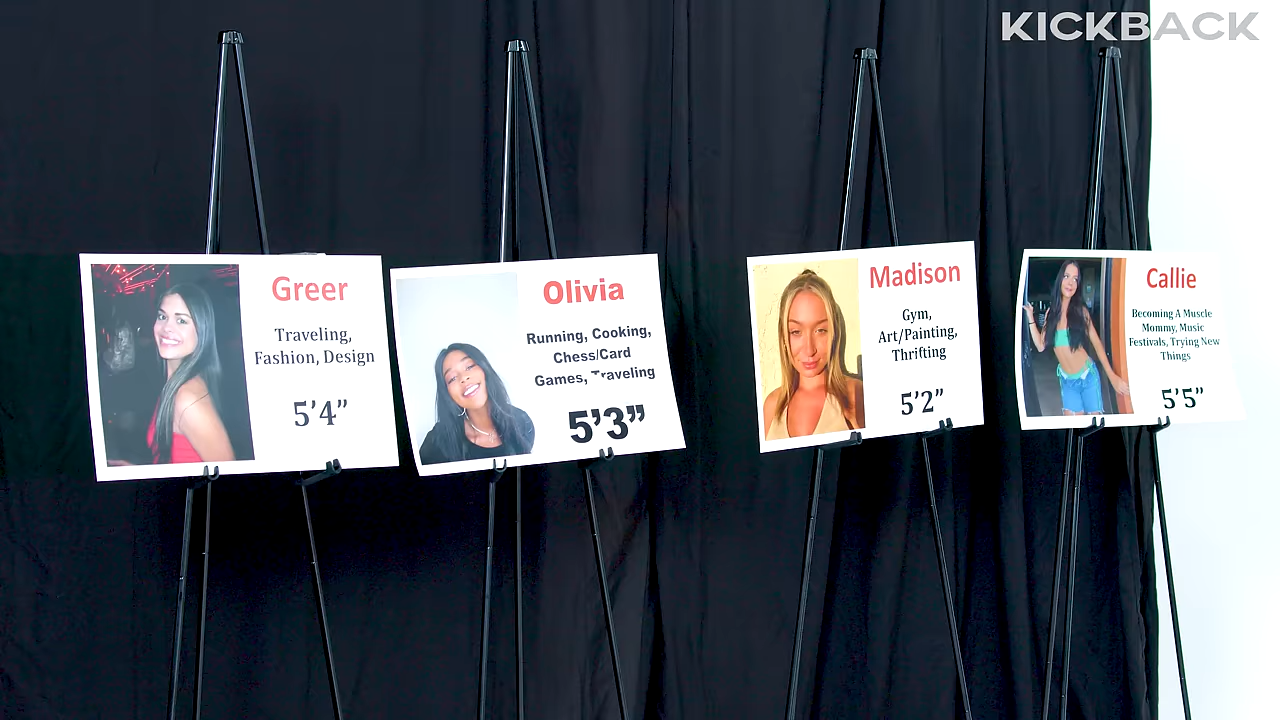 KICKBACK
Greer
Traveling,
Fashion, Design
5'4”
Olivia
Running, Cooking,
Chess/Card
Games, Traveling
5’3”
Madison
Gym,
Art/Painting,
Thrifting
5’2”
Callie
Becoming A Muscle
Mommy, Music
Festivals, Trying New
Things
5’5”